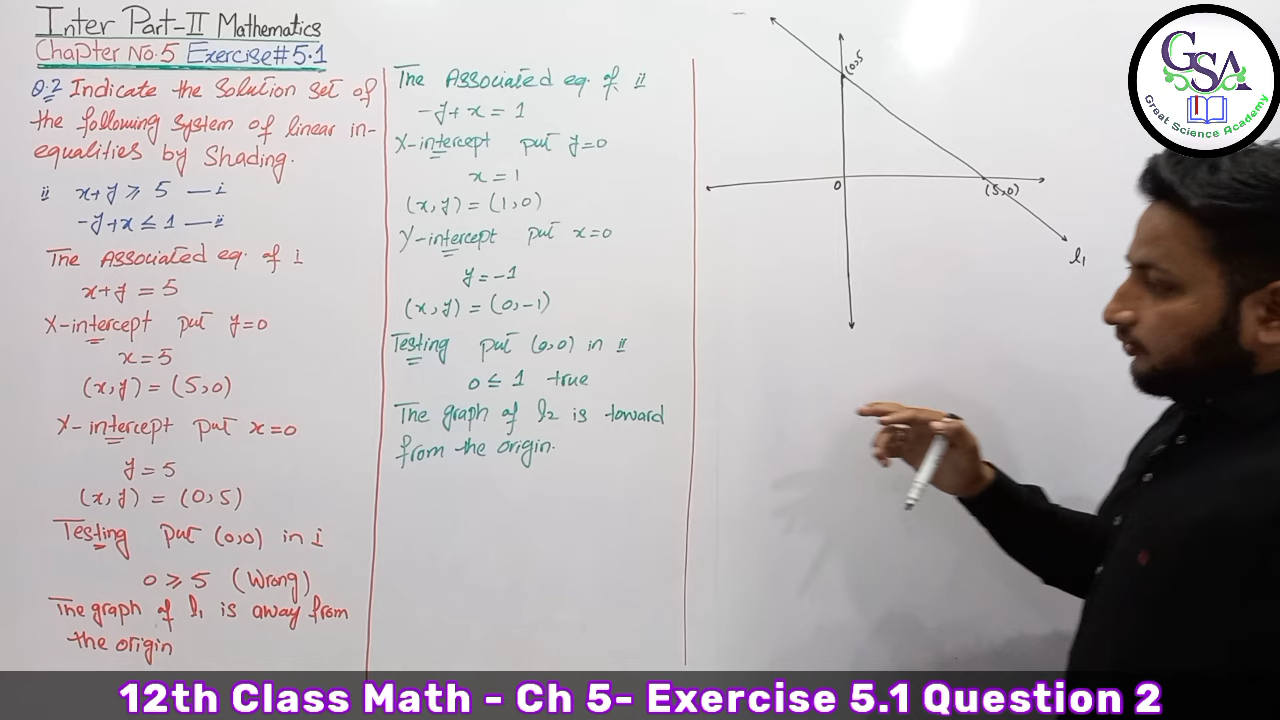 Inter Part-II Mathematics
Chapter No.5 Exercise#5.1
Q.2 Indicate the Solution set of
the following system of linear in-
equalities by Shading.
ii x+y ≥ 5 — i
-y+x ≤ 1 — ii
The Associated eq. of i
x+y = 5
X-intercept put y=0
x=5
(x,y) = (5,0)
Y-intercept put x=0
y=5
(x,y) = (0,5)
Testing put (0,0) in i
0 ≥ 5 (Wrong)
The graph of l₁ is away from
the origin
The Associated eq. of ii
-y+x = 1
X-intercept put y=0
x=1
(x,y) = (1,0)
Y-intercept put x=0
y=-1
(x,y) = (0,-1)
Testing put (0,0) in ii
0 ≤ 1 true
The graph of l₂ is toward
from the origin.
(0,5
0
(5,0)
l₁
GSA
Great Science Academy
12th Class Math - Ch 5- Exercise 5.1 Question 2